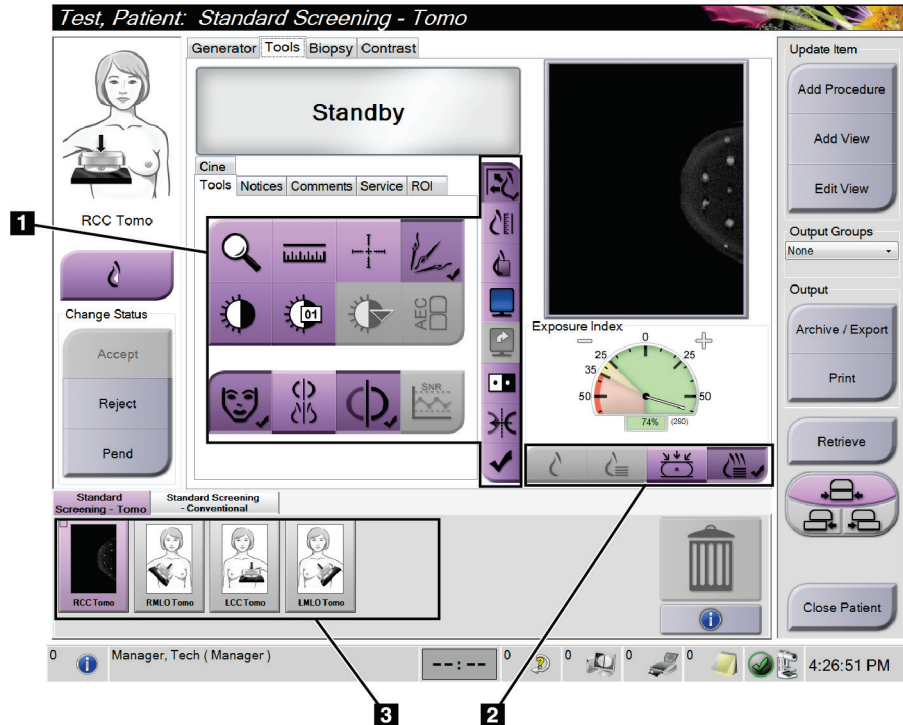 Test, Patient: Standard Screening - Tomo
Generator Tools Biopsy Contrast
Standby
Cine
Tools Notices Comments Service ROI
01
AEC
SNR
RCC Tomo
Change Status
Accept
Reject
Pend
Exposure Index
0
25 25
35
50 50
74% (260)
Update Item
Add Procedure
Add View
Edit View
Output Groups
None
Output
Archive / Export
Print
Retrieve
Close Patient
Standard Screening - Tomo
Standard Screening - Conventional
RCC Tomo
RMLO Tomo
LCC Tomo
LMLO Tomo
0
Manager, Tech ( Manager )
--:--
0
0
0
0
4:26:51 PM
1
2
3